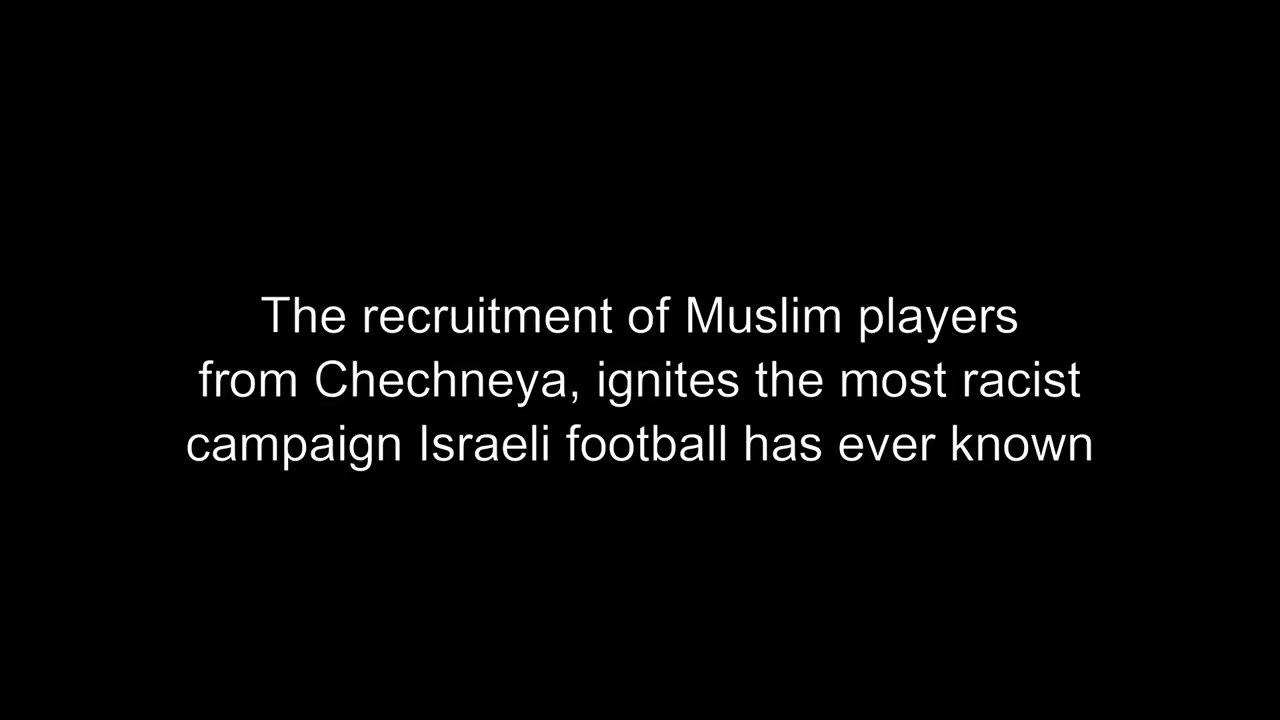 The recruitment of Muslim players
from Chechneya, ignites the most racist
campaign Israeli football has ever known